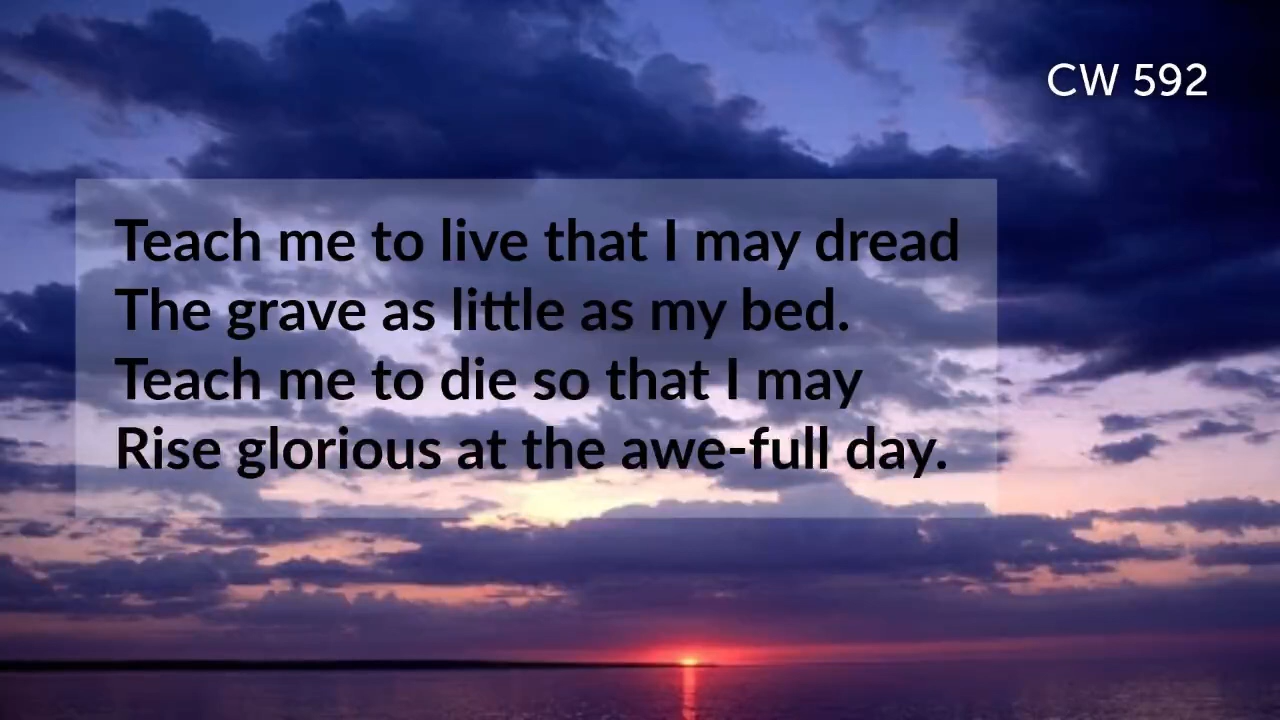 CW 592
Teach me to live that I may dread
The grave as little as my bed.
Teach me to die so that I may
Rise glorious at the awe-full day.